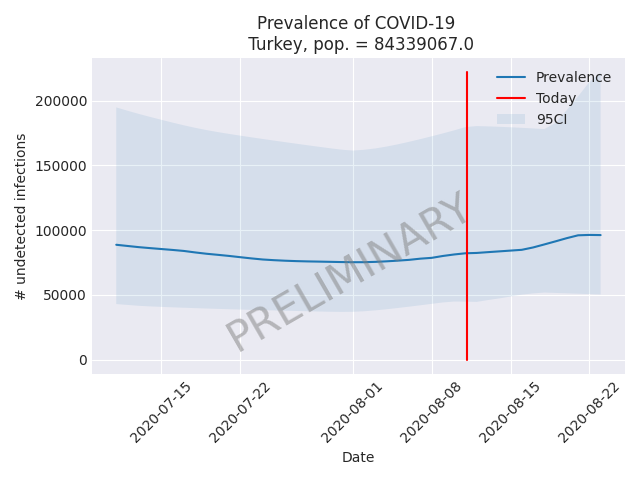 Prevalence of COVID-19
Turkey, pop. = 84339067.0
Prevalence
Today
95CI
200000
150000
100000
50000
0
# undetected infections
PRELIMINARY
2020-07-15
2020-07-22
2020-08-01
2020-08-08
2020-08-15
2020-08-22
Date